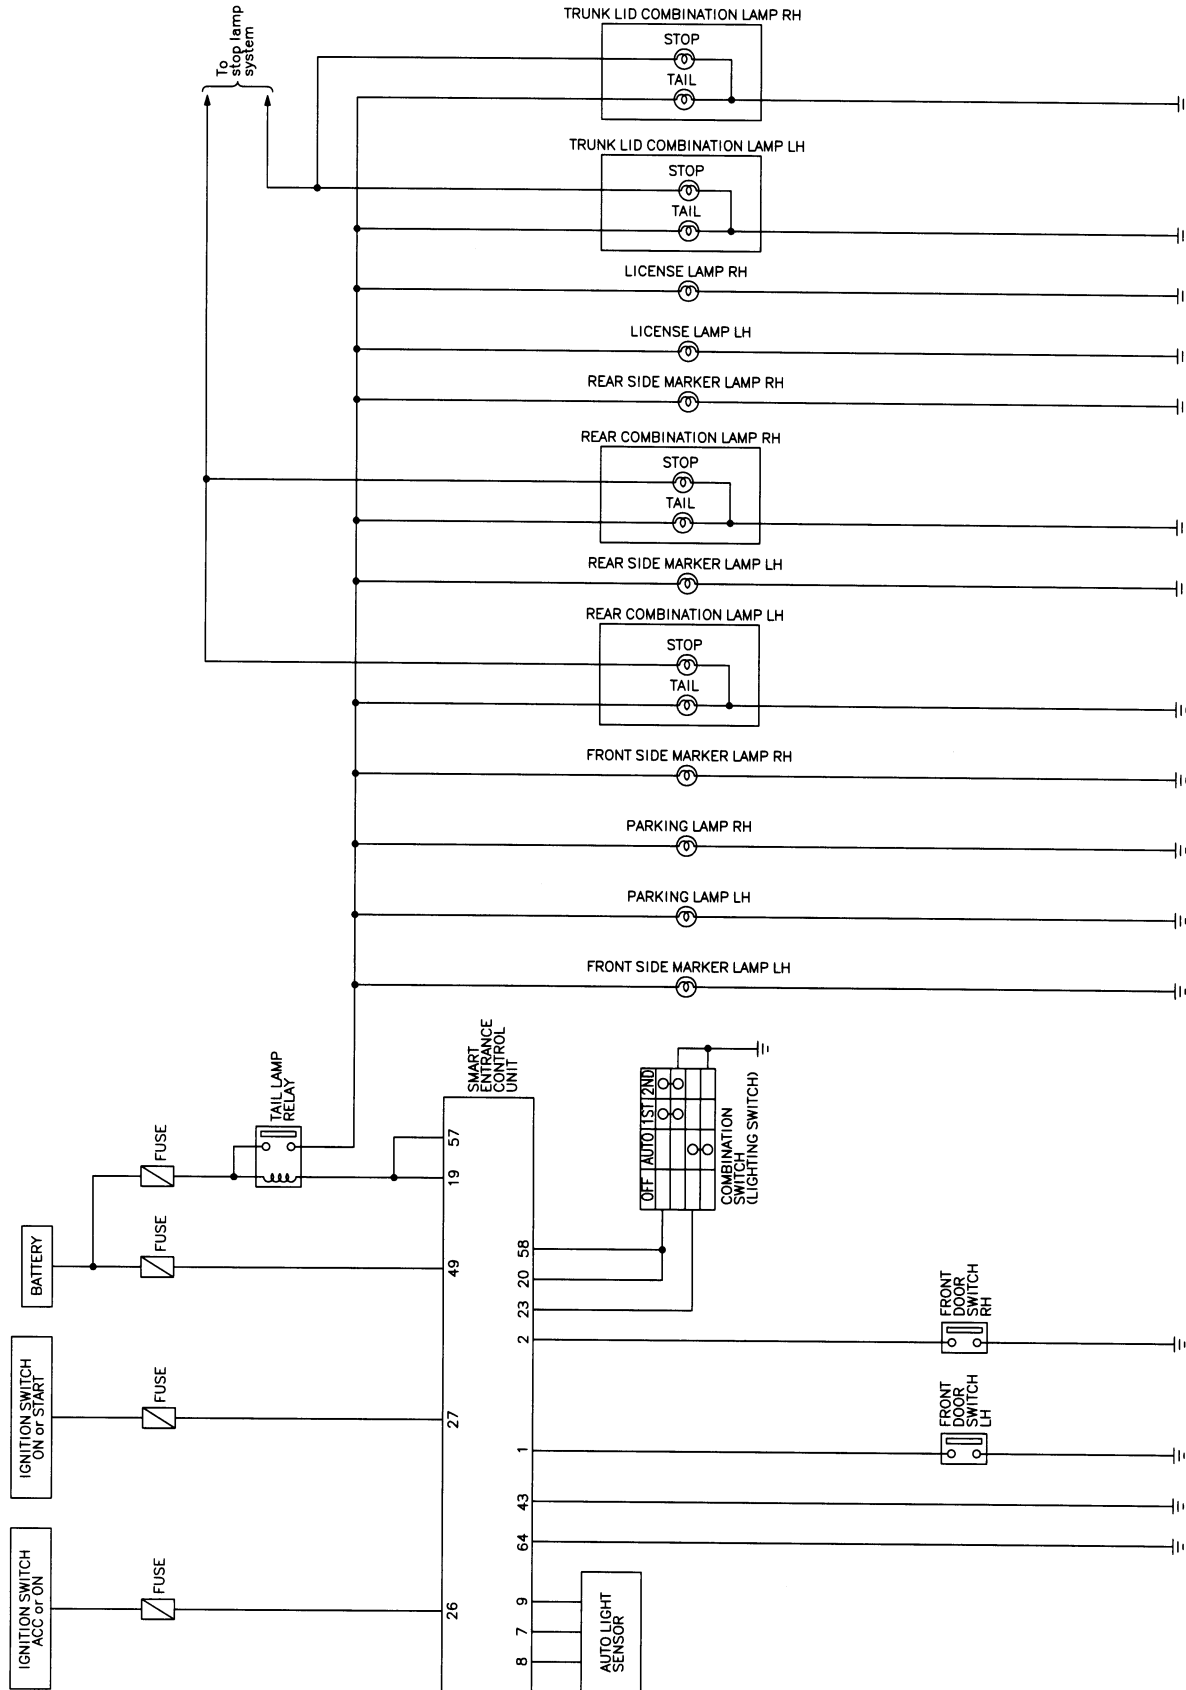 TRUNK LID COMBINATION LAMP RH
STOP
TAIL
To
stop lamp
system
TRUNK LID COMBINATION LAMP LH
STOP
TAIL
LICENSE LAMP RH
LICENSE LAMP LH
REAR SIDE MARKER LAMP RH
REAR COMBINATION LAMP RH
STOP
TAIL
REAR SIDE MARKER LAMP LH
REAR COMBINATION LAMP LH
STOP
TAIL
FRONT SIDE MARKER LAMP RH
PARKING LAMP RH
PARKING LAMP LH
FRONT SIDE MARKER LAMP LH
TAIL LAMP
RELAY
SMART
ENTRANCE
CONTROL
UNIT
FUSE
57
19
OFF AUTO 1ST 2ND
COMBINATION
SWITCH
(LIGHTING SWITCH)
BATTERY
FUSE
49
58
20
23
2
FRONT
DOOR
SWITCH
RH
IGNITION SWITCH
ON or START
FUSE
27
1
FRONT
DOOR
SWITCH
LH
43
64
IGNITION SWITCH
ACC or ON
FUSE
26
9
7
8
AUTO LIGHT
SENSOR